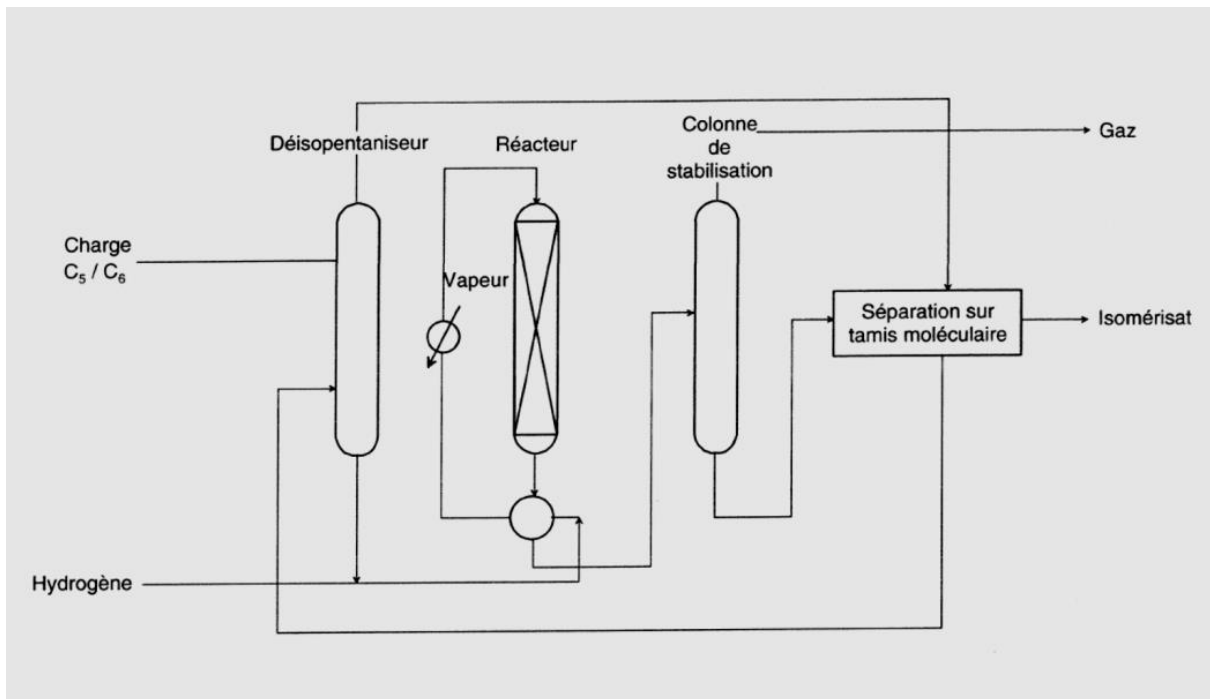 Déisopentaniseur
Réacteur
Colonne
de
stabilisation
Gaz
Charge
C₅ / C₆
Vapeur
Séparation sur
tamis moléculaire
Isomérisat
Hydrogène